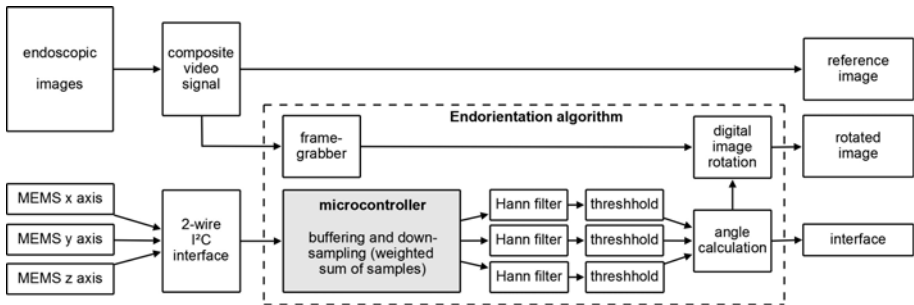 endoscopic
images
composite
video
signal
reference
image
Endorientation algorithm
frame-
grabber
digital
image
rotation
rotated
image
MEMS x axis
MEMS y axis
MEMS z axis
2-wire
I²C
interface
microcontroller
buffering and down-
sampling (weighted
sum of samples)
Hann filter
threshhold
Hann filter
threshhold
Hann filter
threshhold
angle
calculation
interface